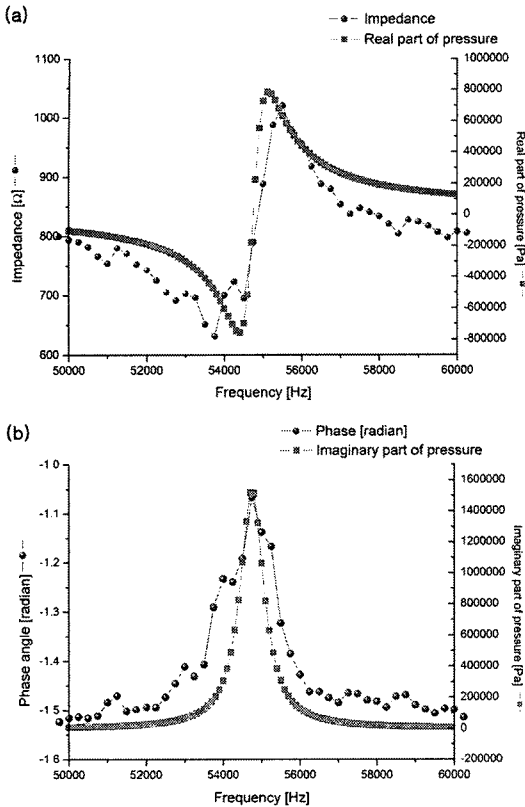 (a)
Impedance
Real part of pressure
1100
1000
900
800
700
600
Impedance [Ω]
1000000
800000
600000
400000
200000
0
-200000
-400000
-600000
-800000
Real part of pressure [Pa]
50000 52000 54000 56000 58000 60000
Frequency [Hz]
(b)
Phase [radian]
Imaginary part of pressure
-1.0
-1.1
-1.2
-1.3
-1.4
-1.5
-1.6
Phase angle [radian]
1600000
1400000
1200000
1000000
800000
600000
400000
200000
0
-200000
Imaginary part of pressure [Pa]
50000 52000 54000 56000 58000 60000
Frequency [Hz]